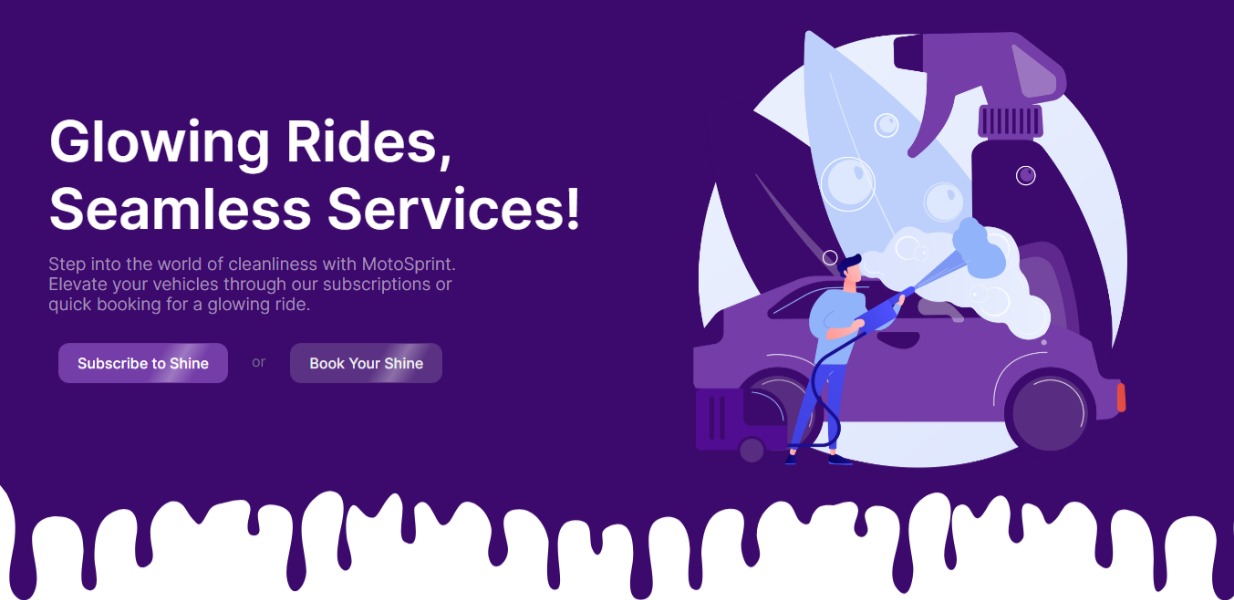 Glowing Rides,
Seamless Services!
Step into the world of cleanliness with MotoSprint.
Elevate your vehicles through our subscriptions or
quick booking for a glowing ride.
Subscribe to Shine or Book Your Shine